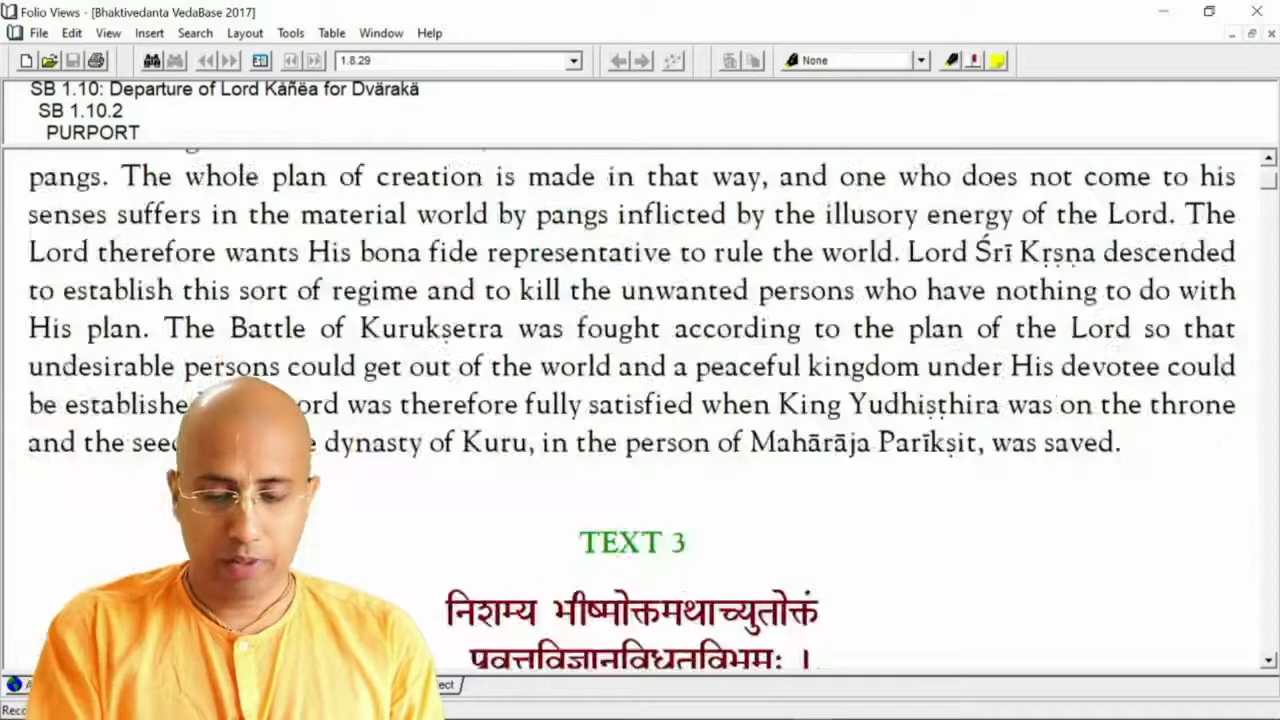 Folio Views - [Bhaktivedanta VedaBase 2017]
File Edit View Insert Search Layout Tools Table Window Help
1.8.29 None
SB 1.10: Departure of Lord Kåñëa for Dvärakä
SB 1.10.2
PURPORT
pangs. The whole plan of creation is made in that way, and one who does not come to his
senses suffers in the material world by pangs inflicted by the illusory energy of the Lord. The
Lord therefore wants His bona fide representative to rule the world. Lord Śrī Kṛṣṇa descended
to establish this sort of regime and to kill the unwanted persons who have nothing to do with
His plan. The Battle of Kurukṣetra was fought according to the plan of the Lord so that
undesirable persons could get out of the world and a peaceful kingdom under His devotee could
be establishe ord was therefore fully satisfied when King Yudhiṣṭhira was on the throne
and the see e dynasty of Kuru, in the person of Mahārāja Parīkṣit, was saved.
TEXT 3
निशम्य भीष्मोक्तमथाच्युतोक्तं
प्रवृत्तविज्ञानविधूतविभ्रमः ।
ect
Reco